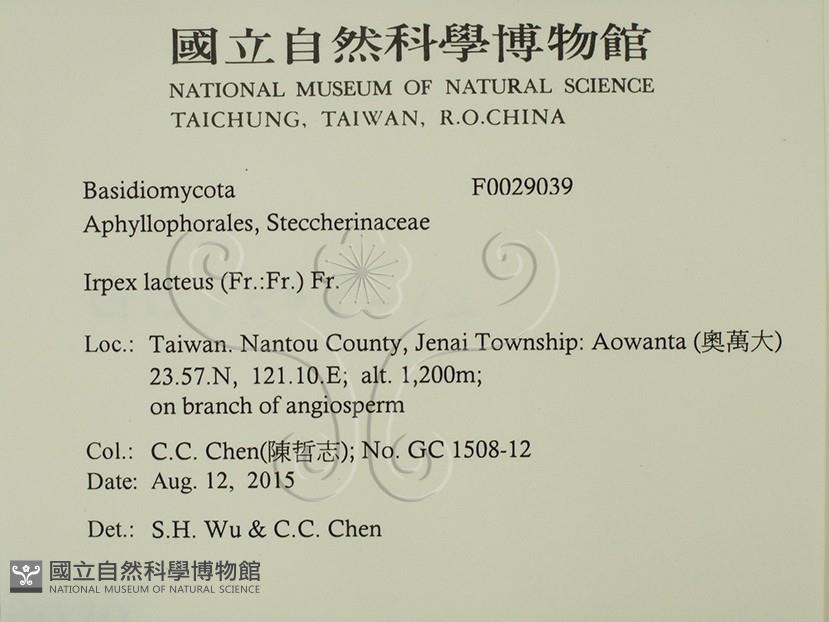 國立自然科學博物館
NATIONAL MUSEUM OF NATURAL SCIENCE
TAICHUNG, TAIWAN, R.O.CHINA
Basidiomycota F0029039
Aphyllophorales, Steccherinaceae
Irpex lacteus (Fr.:Fr.) Fr.
Loc.: Taiwan. Nantou County, Jenai Township: Aowanta (奧萬大)
23.57.N, 121.10.E; alt. 1,200m;
on branch of angiosperm
Col.: C.C. Chen(陳哲志); No. GC 1508-12
Date: Aug. 12, 2015
Det.: S.H. Wu & C.C. Chen
國立自然科學博物館
NATIONAL MUSEUM OF NATURAL SCIENCE